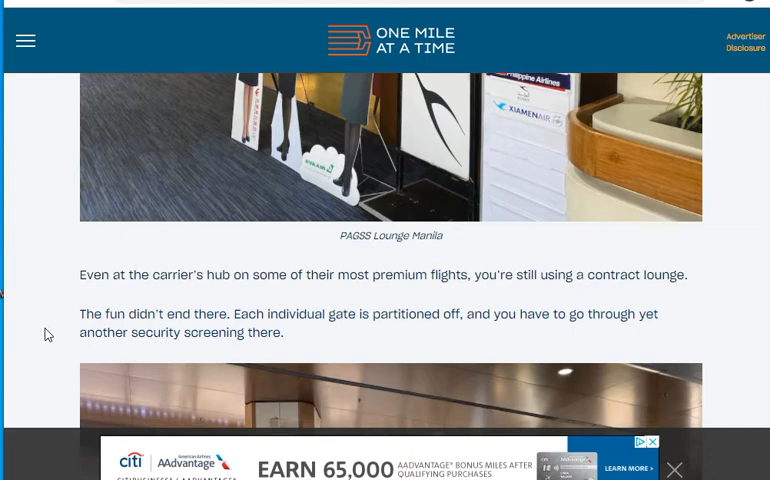 ONE MILE
AT A TIME
Advertiser
Disclosure
Philippine Airlines
XIAMENAIR
PAGSS Lounge Manila
Even at the carrier's hub on some of their most premium flights, you're still using a contract lounge.
The fun didn't end there. Each individual gate is partitioned off, and you have to go through yet
another security screening there.
citi
American Airlines
AAdvantage
EARN 65,000
AADVANTAGE® BONUS MILES AFTER
QUALIFYING PURCHASES
LEARN MORE >